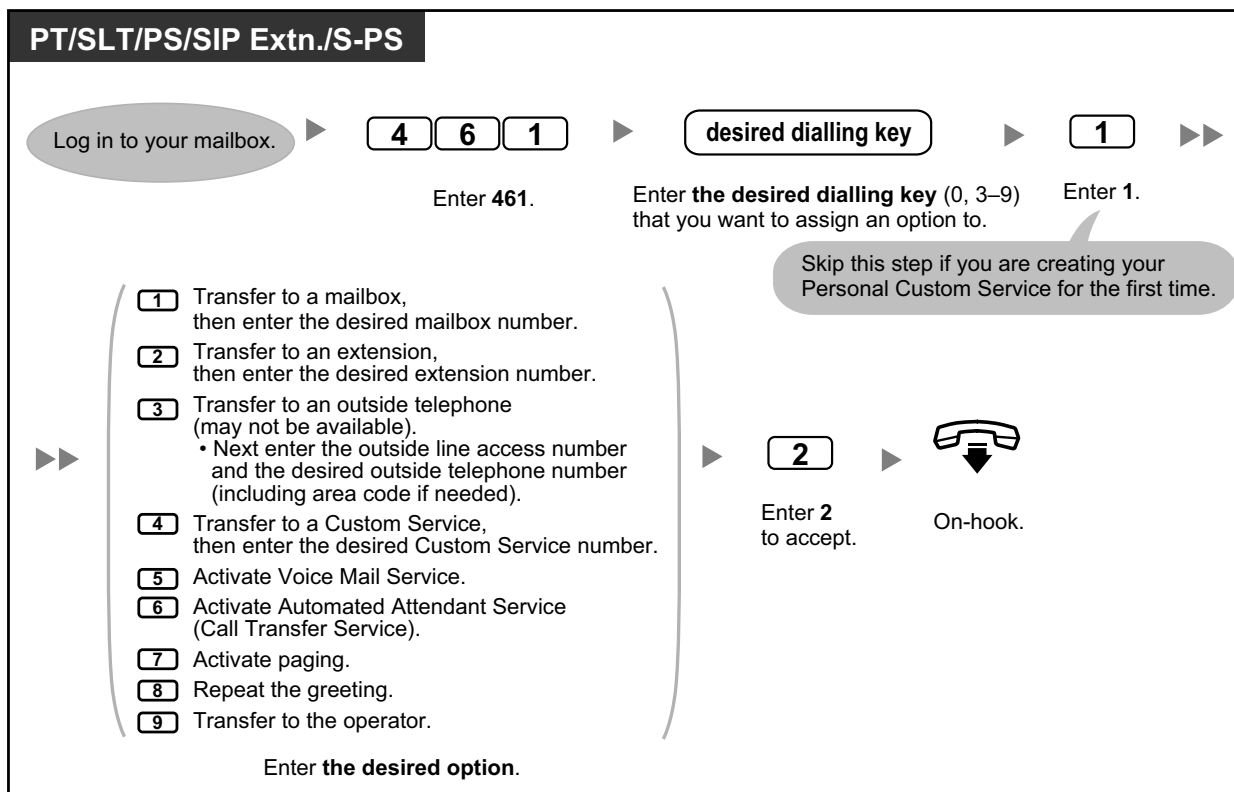 PT/SLT/PS/SIP Extn./S-PS
Log in to your mailbox.
4 6 1
desired dialling key
1
Enter 461.
Enter the desired dialling key (0, 3–9)
that you want to assign an option to.
Enter 1.
Skip this step if you are creating your
Personal Custom Service for the first time.
1 Transfer to a mailbox,
then enter the desired mailbox number.
2 Transfer to an extension,
then enter the desired extension number.
3 Transfer to an outside telephone
(may not be available).
• Next enter the outside line access number
and the desired outside telephone number
(including area code if needed).
4 Transfer to a Custom Service,
then enter the desired Custom Service number.
5 Activate Voice Mail Service.
6 Activate Automated Attendant Service
(Call Transfer Service).
7 Activate paging.
8 Repeat the greeting.
9 Transfer to the operator.
Enter the desired option.
2
Enter 2
to accept.
On-hook.